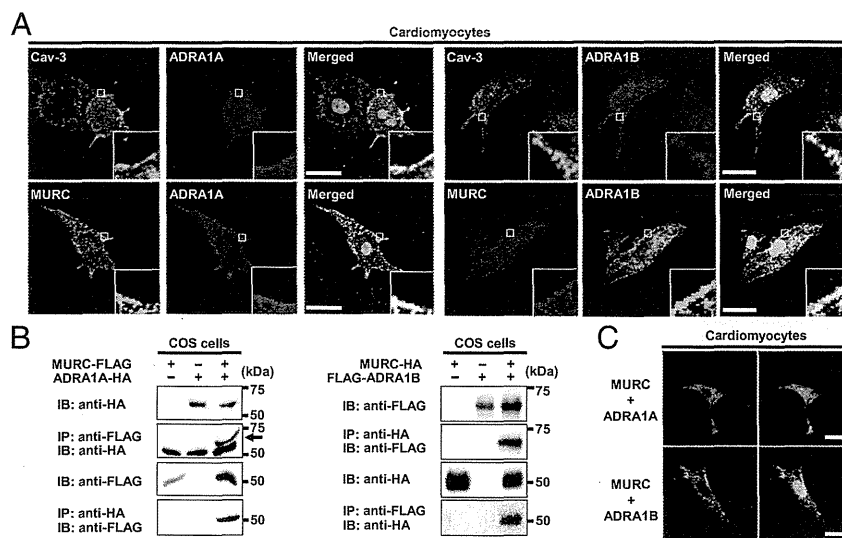 A
Cardiomyocytes
Cav-3 ADRA1A Merged Cav-3 ADRA1B Merged
MURC ADRA1A Merged MURC ADRA1B Merged
B
COS cells
MURC-FLAG + − +
ADRA1A-HA − + + (kDa)
IB: anti-HA
75
50
IP: anti-FLAG
IB: anti-HA
75
50
IB: anti-FLAG
50
IP: anti-HA
IB: anti-FLAG
50
COS cells
MURC-HA + − +
FLAG-ADRA1B − + + (kDa)
IB: anti-FLAG
75
IP: anti-HA
IB: anti-FLAG
75
IB: anti-HA
50
IP: anti-FLAG
IB: anti-HA
50
C
Cardiomyocytes
MURC
+
ADRA1A
MURC
+
ADRA1B